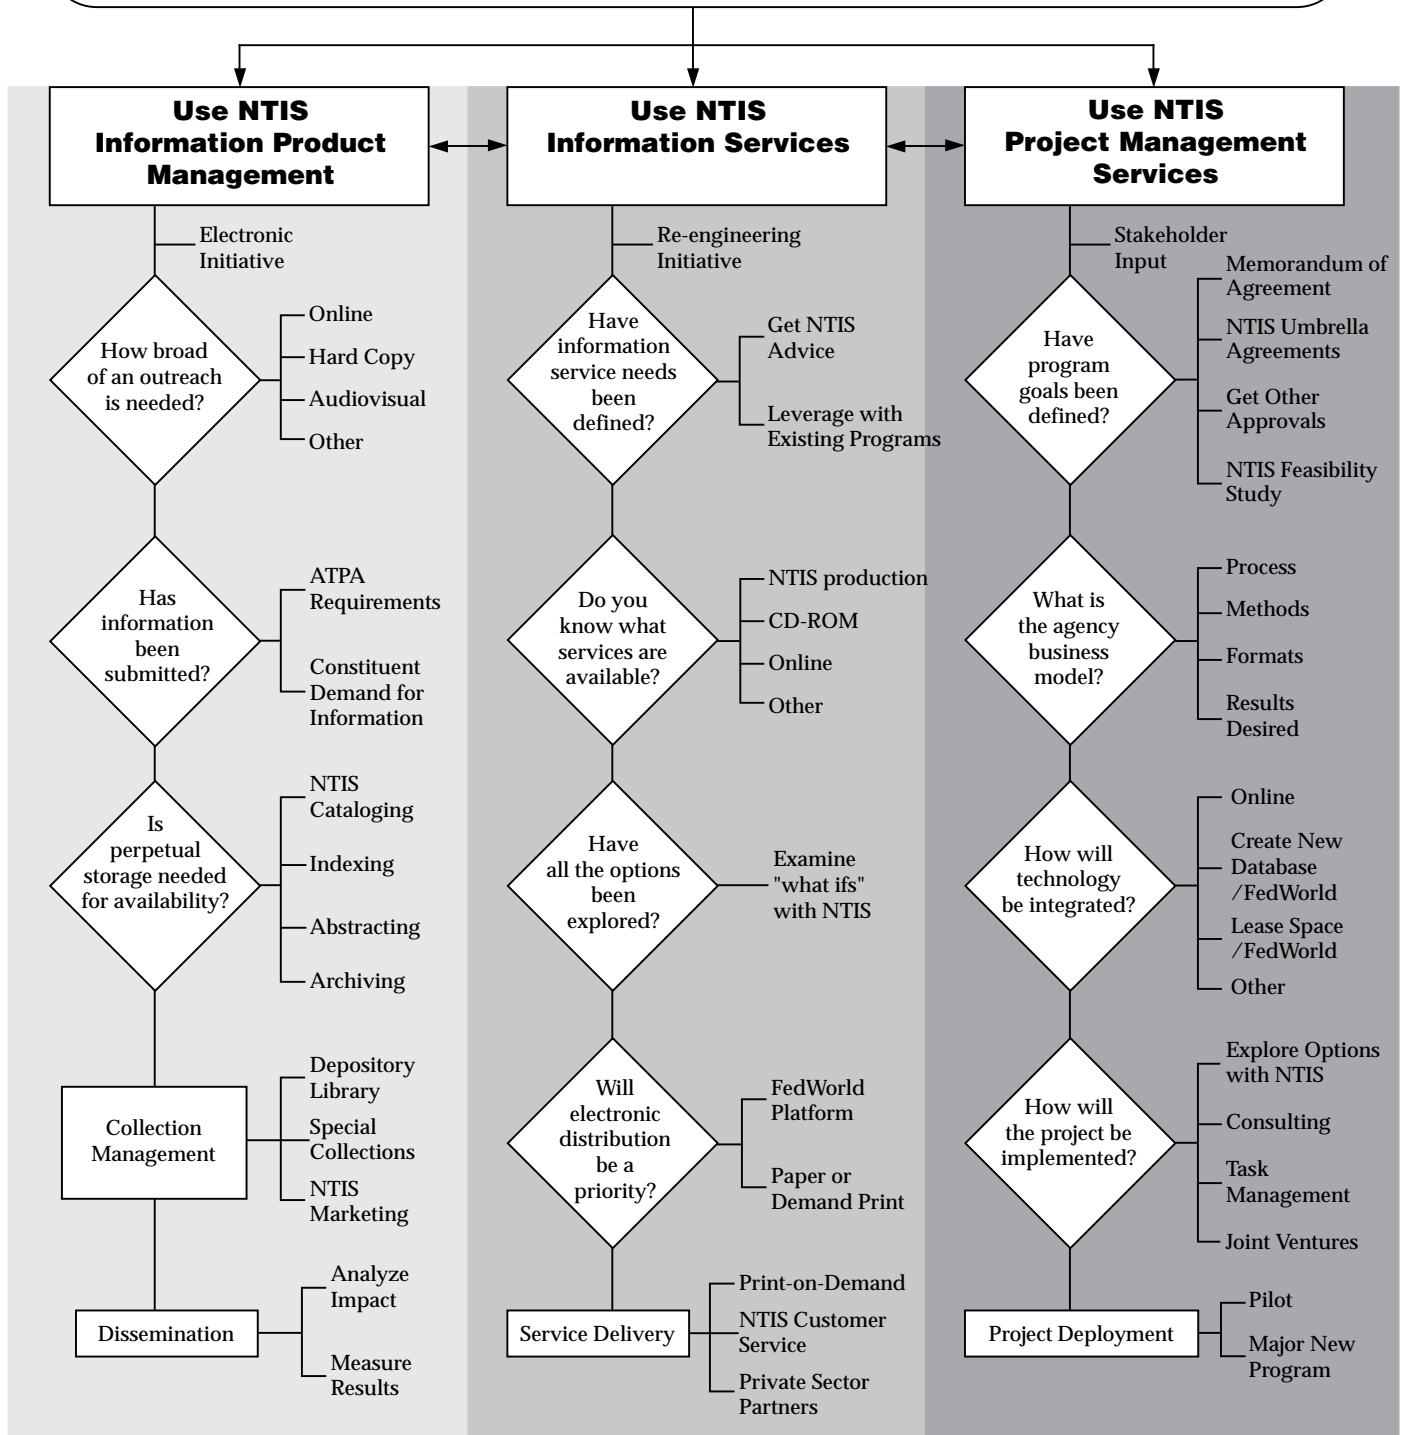 Use NTIS
Information Product
Management
Electronic
Initiative
How broad
of an outreach
is needed?
Online
Hard Copy
Audiovisual
Other
Has
information
been
submitted?
ATPA
Requirements
Constituent
Demand for
Information
Is
perpetual
storage needed
for availability?
NTIS
Cataloging
Indexing
Abstracting
Archiving
Collection
Management
Depository
Library
Special
Collections
NTIS
Marketing
Dissemination
Analyze
Impact
Measure
Results
Use NTIS
Information Services
Re-engineering
Initiative
Have
information
service needs
been
defined?
Get NTIS
Advice
Leverage with
Existing Programs
Do you
know what
services are
available?
NTIS production
CD-ROM
Online
Other
Have
all the options
been
explored?
Examine
"what ifs"
with NTIS
Will
electronic
distribution
be a
priority?
FedWorld
Platform
Paper or
Demand Print
Service Delivery
Print-on-Demand
NTIS Customer
Service
Private Sector
Partners
Use NTIS
Project Management
Services
Stakeholder
Input
Have
program
goals been
defined?
Memorandum of
Agreement
NTIS Umbrella
Agreements
Get Other
Approvals
NTIS Feasibility
Study
What is
the agency
business
model?
Process
Methods
Formats
Results
Desired
How will
technology
be integrated?
Online
Create New
Database
/FedWorld
Lease Space
/FedWorld
Other
How will
the project be
implemented?
Explore Options
with NTIS
Consulting
Task
Management
Joint Ventures
Project Deployment
Pilot
Major New
Program